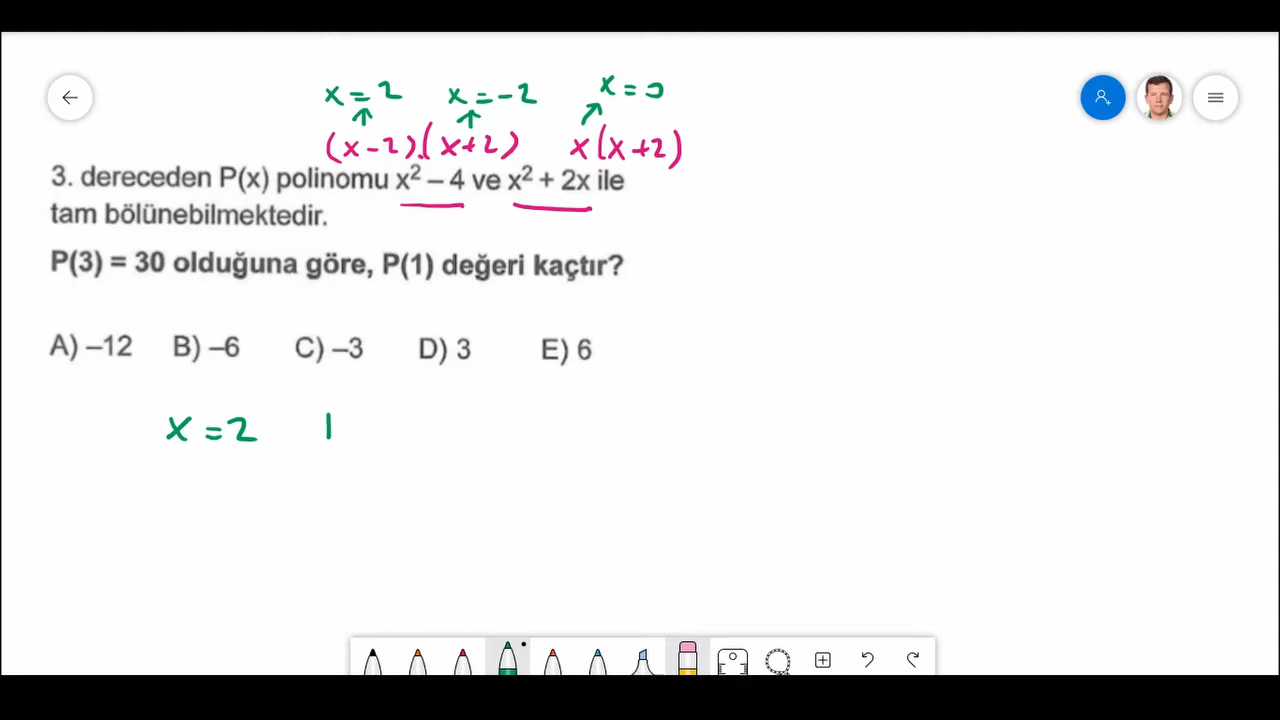 x = 2 x = -2 x = 0
(x-2).(x+2) x(x+2)
3. dereceden P(x) polinomu x² – 4 ve x² + 2x ile
tam bölünebilmektedir.
P(3) = 30 olduğuna göre, P(1) değeri kaçtır?
A) –12 B) –6 C) –3 D) 3 E) 6
x = 2 |